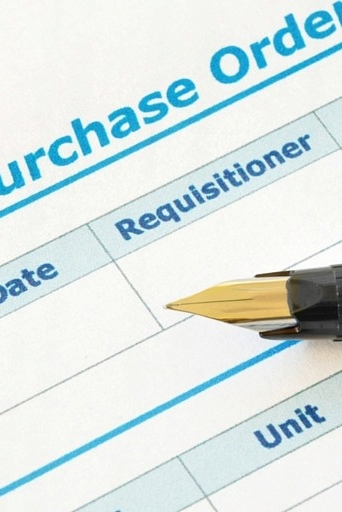 urchase Order
Date
Requisitioner
Unit